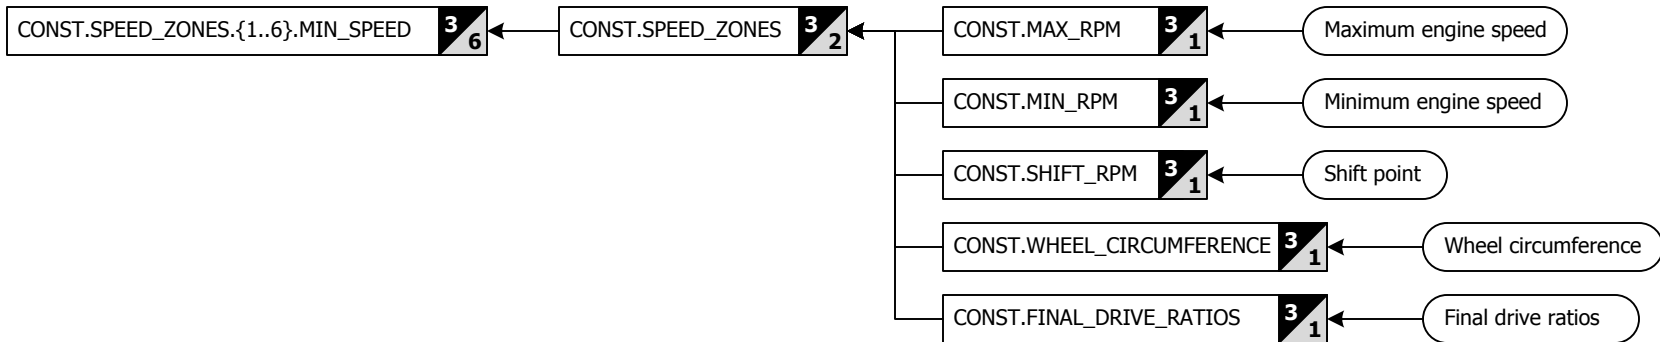 CONST.SPEED_ZONES.{1..6}.MIN_SPEED 3 6 CONST.SPEED_ZONES 3 2 CONST.MAX_RPM 3 1 Maximum engine speed
CONST.MIN_RPM 3 1 Minimum engine speed
CONST.SHIFT_RPM 3 1 Shift point
CONST.WHEEL_CIRCUMFERENCE 3 1 Wheel circumference
CONST.FINAL_DRIVE_RATIOS 3 1 Final drive ratios